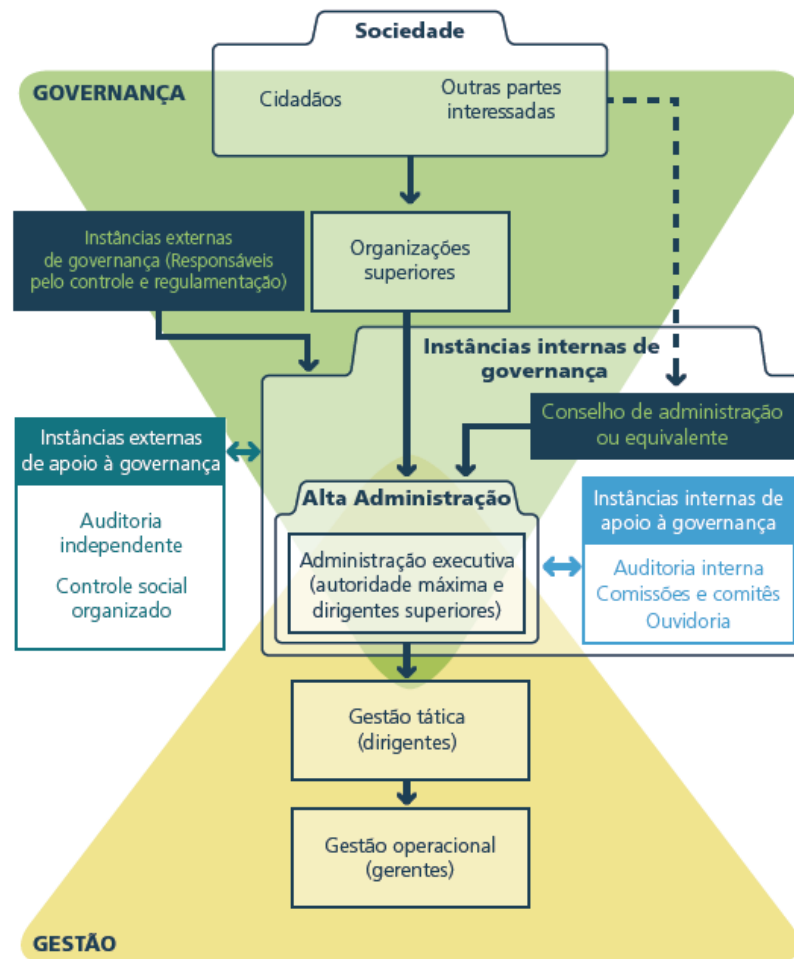 Sociedade
GOVERNANÇA
Cidadãos
Outras partes
interessadas
Instâncias externas
de governança (Responsáveis
pelo controle e regulamentação)
Organizações
superiores
Instâncias internas de
governança
Conselho de administração
ou equivalente
Instâncias externas
de apoio à governança
Auditoria
independente
Controle social
organizado
Alta Administração
Administração executiva
(autoridade máxima e
dirigentes superiores)
Instâncias internas de
apoio à governança
Auditoria interna
Comissões e comitês
Ouvidoria
Gestão tática
(dirigentes)
Gestão operacional
(gerentes)
GESTÃO